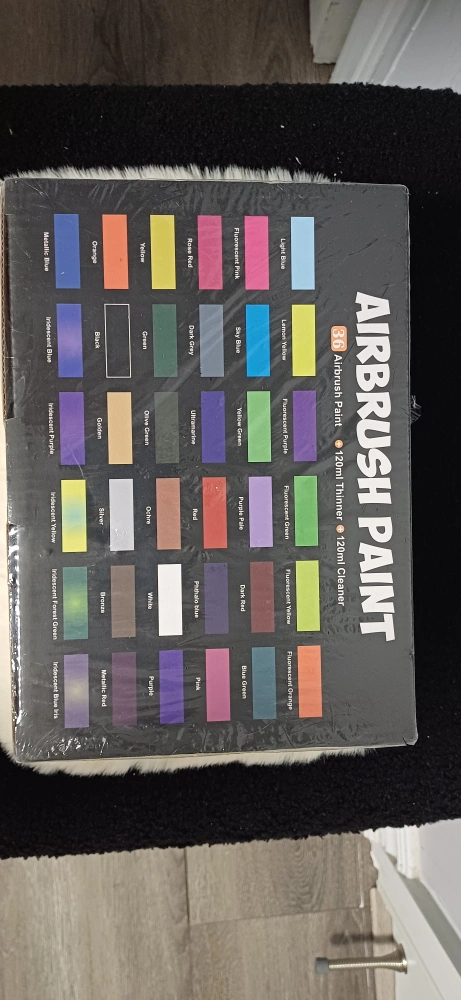 AIRBRUSH PAINT
36 Airbrush Paint + 120ml Thinner + 120ml Cleaner
Light Blue Lemon Yellow Fluorescent Purple Fluorescent Green Fluorescent Yellow Fluorescent Orange
Fluorescent Pink Sky Blue Yellow Green Purple Pale Dark Red Blue Green
Rose Red Dark Grey Ultramarine Red Phthalo blue Pink
Yellow Green Olive Green Ochre White Purple
Orange Black Golden Silver Bronze Metallic Red
Metallic Blue Iridescent Blue Iridescent Purple Iridescent Yellow Iridescent Forest Green Iridescent Blue Iris